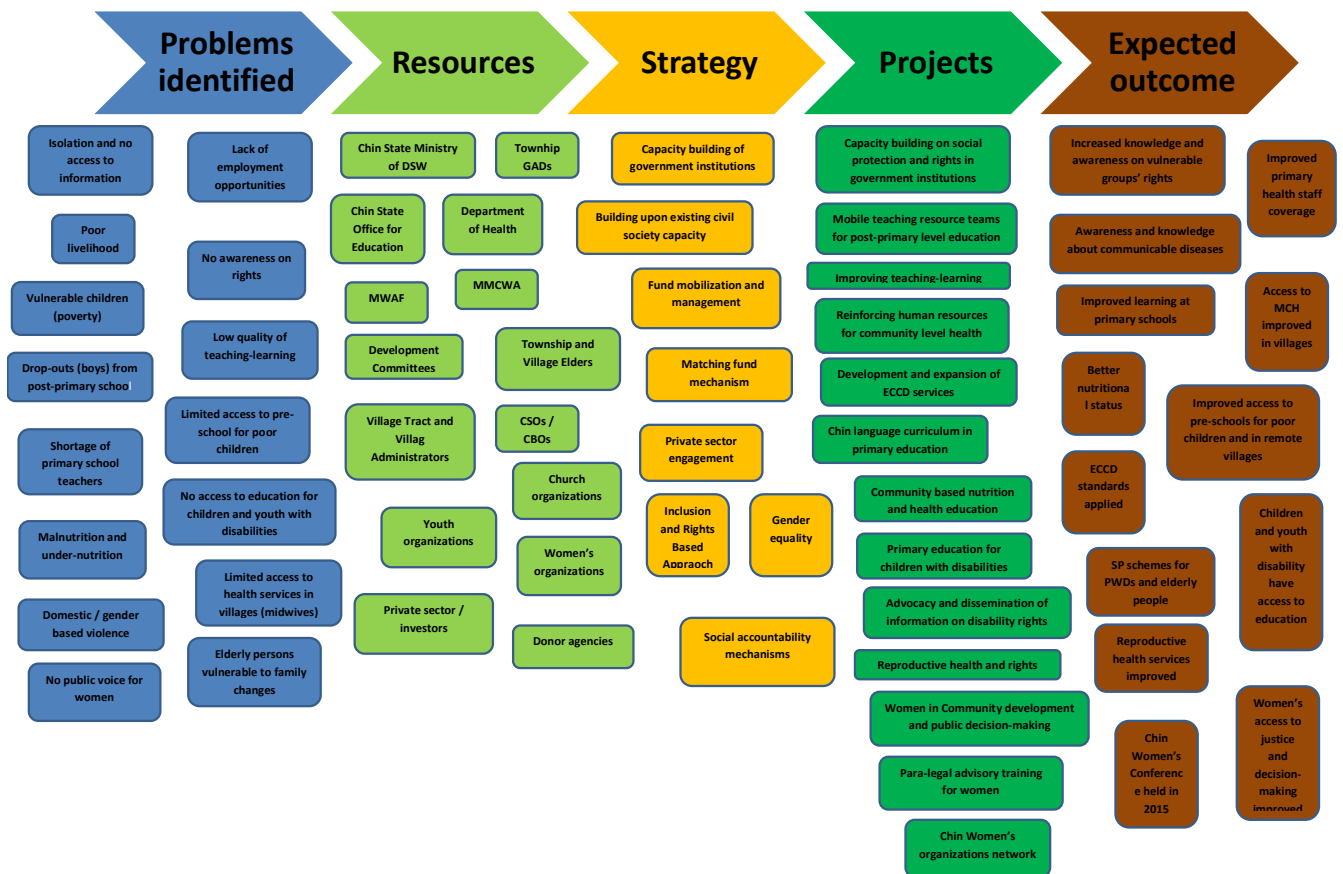 Problems
identified
Resources
Strategy
Projects
Expected
outcome
Isolation and no
access to
information
Poor
livelihood
Vulnerable children
(poverty)
Drop-outs (boys) from
post-primary school
Shortage of
primary school
teachers
Malnutrition and
under-nutrition
Domestic / gender
based violence
No public voice for
women
Lack of
employment
opportunities
No awareness on
rights
Low quality of
teaching-learning
Limited access to pre-
school for poor
children
No access to education for
children and youth with
disabilities
Limited access to
health services in
villages (midwives)
Elderly persons
vulnerable to family
changes
Chin State Ministry
of DSW
Townhip
GADs
Chin State
Office for
Education
Department
of Health
MWAF
MMCWA
Development
Committees
Township and
Village Elders
Village Tract and
Villag
Administrators
CSOs /
CBOs
Church
organizations
Youth
organizations
Women's
organizations
Private sector /
investors
Donor agencies
Capacity building of
government institutions
Building upon existing civil
society capacity
Fund mobilization and
management
Matching fund
mechanism
Private sector
engagement
Inclusion
and Rights
Based
Appraoch
Gender
equality
Social accountability
mechanisms
Capacity building on social
protection and rights in
government institutions
Mobile teaching resource teams
for post-primary level education
Improving teaching-learning
Reinforcing human resources
for community level health
Development and expansion of
ECCD services
Chin language curriculum in
primary education
Community based nutrition
and health education
Primary education for
children with disabilities
Advocacy and dissemination of
information on disability rights
Reproductive health and rights
Women in Community development
and public decision-making
Para-legal advisory training
for women
Chin Women's
organizations network
Increased knowledge and
awareness on vulnerable
groups' rights
Improved
primary
health staff
coverage
Awareness and knowledge
about communicable diseases
Improved learning at
primary schools
Access to
MCH
improved
in villages
Better
nutritiona
l status
Improved access to
pre-schools for poor
children and in remote
villages
ECCD
standards
applied
Children
and youth
with
disability
have
access to
education
SP schemes for
PWDs and elderly
people
Reproductive
health services
improved
Chin
Women's
Conferenc
e held in
2015
Women's
access to
justice
and
decision-
making
improved